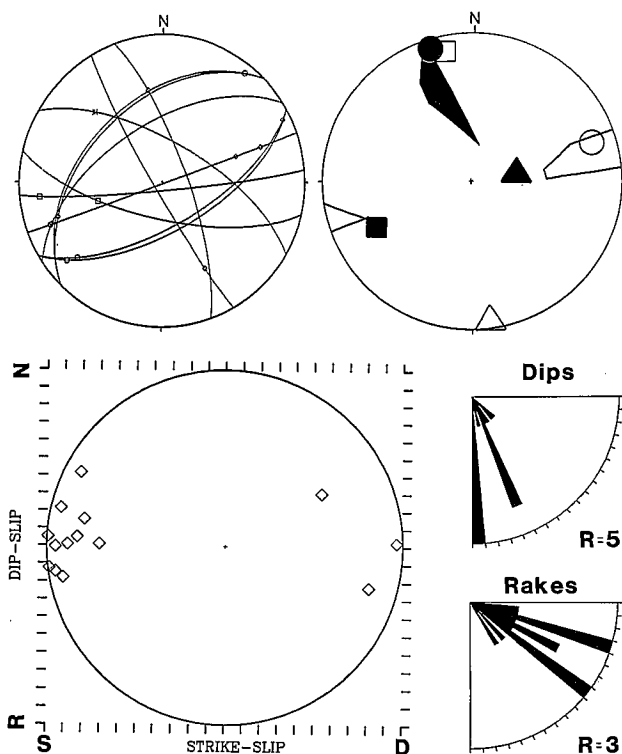 N
N
N
DIP-SLIP
R
S
STRIKE-SLIP
D
Dips
R=5
Rakes
R=3